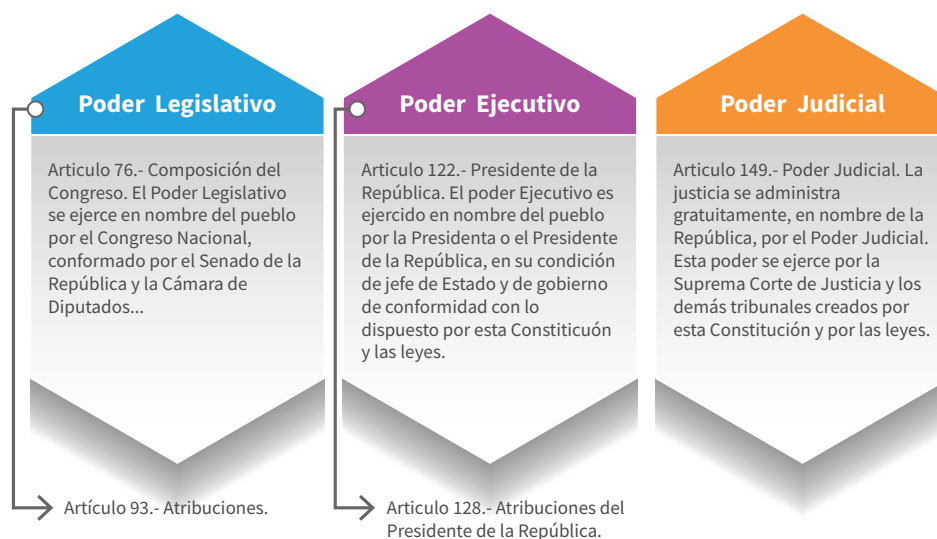 Poder Legislativo
Articulo 76.- Composición del
Congreso. El Poder Legislativo
se ejerce en nombre del pueblo
por el Congreso Nacional,
conformado por el Senado de la
República y la Cámara de
Diputados...
Artículo 93.- Atribuciones.
Poder Ejecutivo
Articulo 122.- Presidente de la
República. El poder Ejecutivo es
ejercido en nombre del pueblo
por la Presidenta o el Presidente
de la República, en su condición
de jefe de Estado y de gobierno
de conformidad con lo
dispuesto por esta Constiticuón
y las leyes.
Articulo 128.- Atribuciones del
Presidente de la República.
Poder Judicial
Articulo 149.- Poder Judicial. La
justicia se administra
gratuitamente, en nombre de la
República, por el Poder Judicial.
Esta poder se ejerce por la
Suprema Corte de Justicia y los
demás tribunales creados por
esta Constitución y por las leyes.